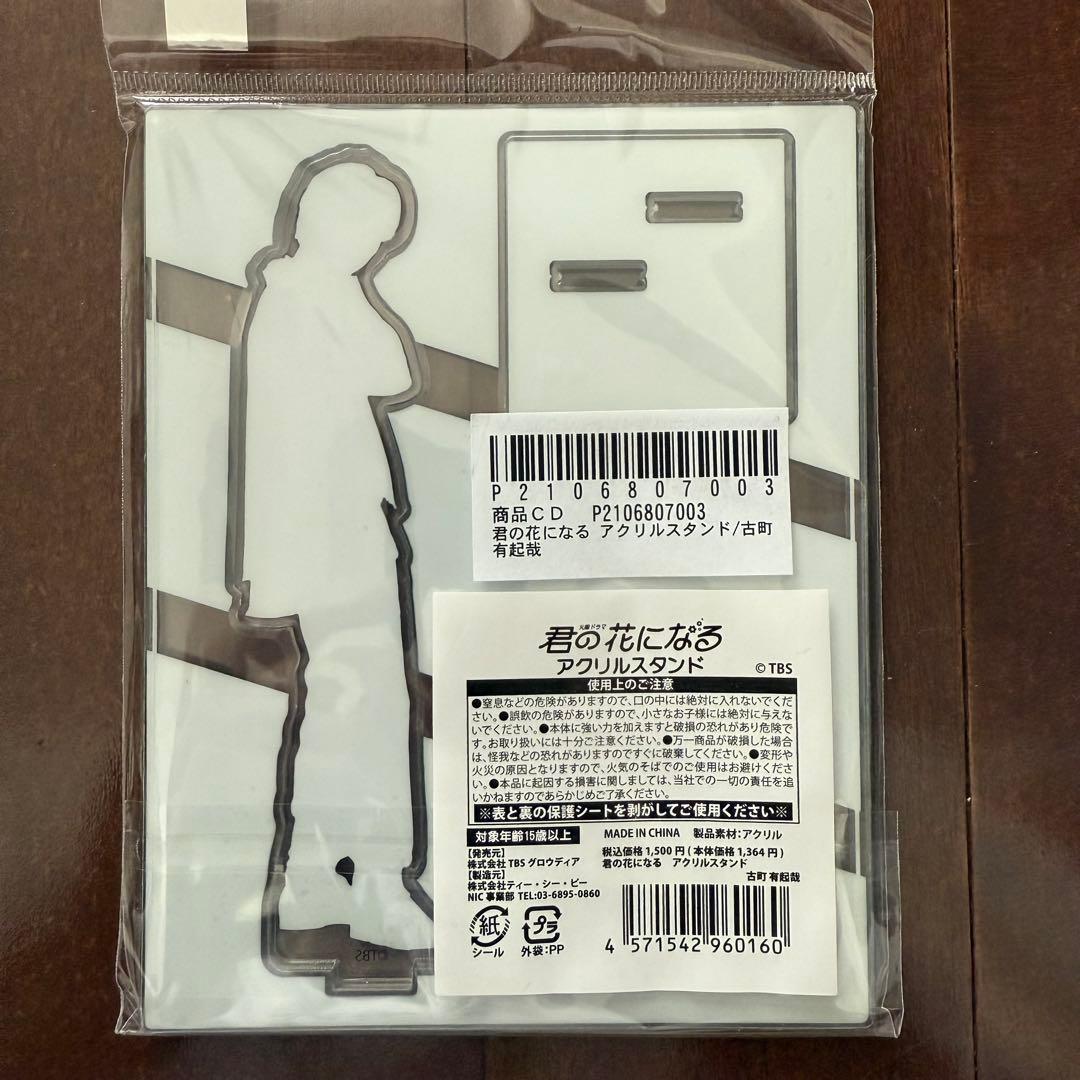 P2106807003
商品CD P2106807003
君の花になる アクリルスタンド/古町
有起哉
火曜ドラマ
君の花になる
アクリルスタンド
© TBS
使用上のご注意
●窒息などの危険がありますので、口の中には絶対に入れないでくだ
さい。●誤飲の危険がありますので、小さなお子様には絶対に与えな
いでください。●本体に強い力を加えますと破損の恐れがあり危険で
す。お取り扱いには十分ご注意ください。●万一商品が破損した場合
は、怪我などの恐れがありますのですぐに破棄してください。●変形や
火災の原因となりますので、火気のそばでのご使用はお避けくださ
い。●本品に起因する損害に関しましては、当社での一切の責任を追
いかねますのであらかじめご了承ください。
※表と裏の保護シートを剥がしてご使用ください※
対象年齢15歳以上
MADE IN CHINA 製品素材:アクリル
【発売元】
株式会社 TBS グロウディア
【製造元】
株式会社ティー・シー・ピー
NIC 事業部 TEL:03-6895-0860
税込価格 1,500 円 ( 本体価格 1,364 円 )
君の花になる アクリルスタンド
古町 有起哉
紙
シール
プラ
外袋:PP
4 571542 960160
©TBS